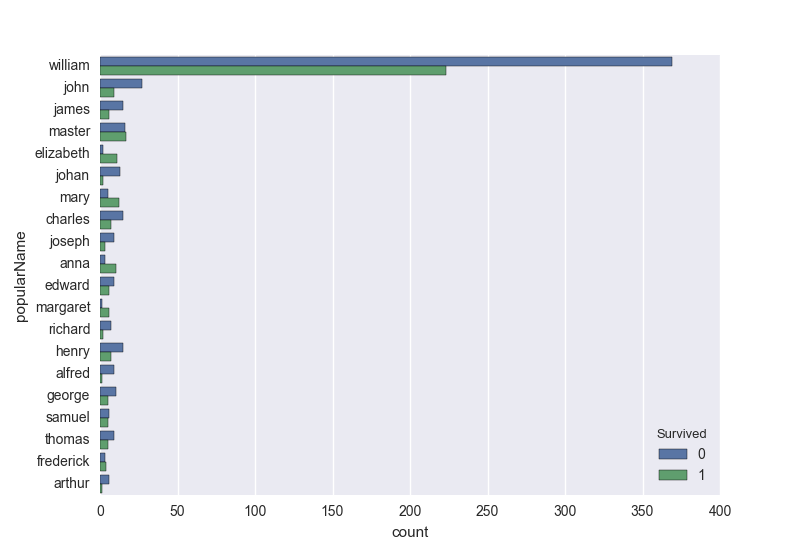 william
john
james
master
elizabeth
johan
mary
charles
joseph
anna
edward
margaret
richard
henry
alfred
george
samuel
thomas
frederick
arthur
popularName
Survived
0
1
0 50 100 150 200 250 300 350 400
count